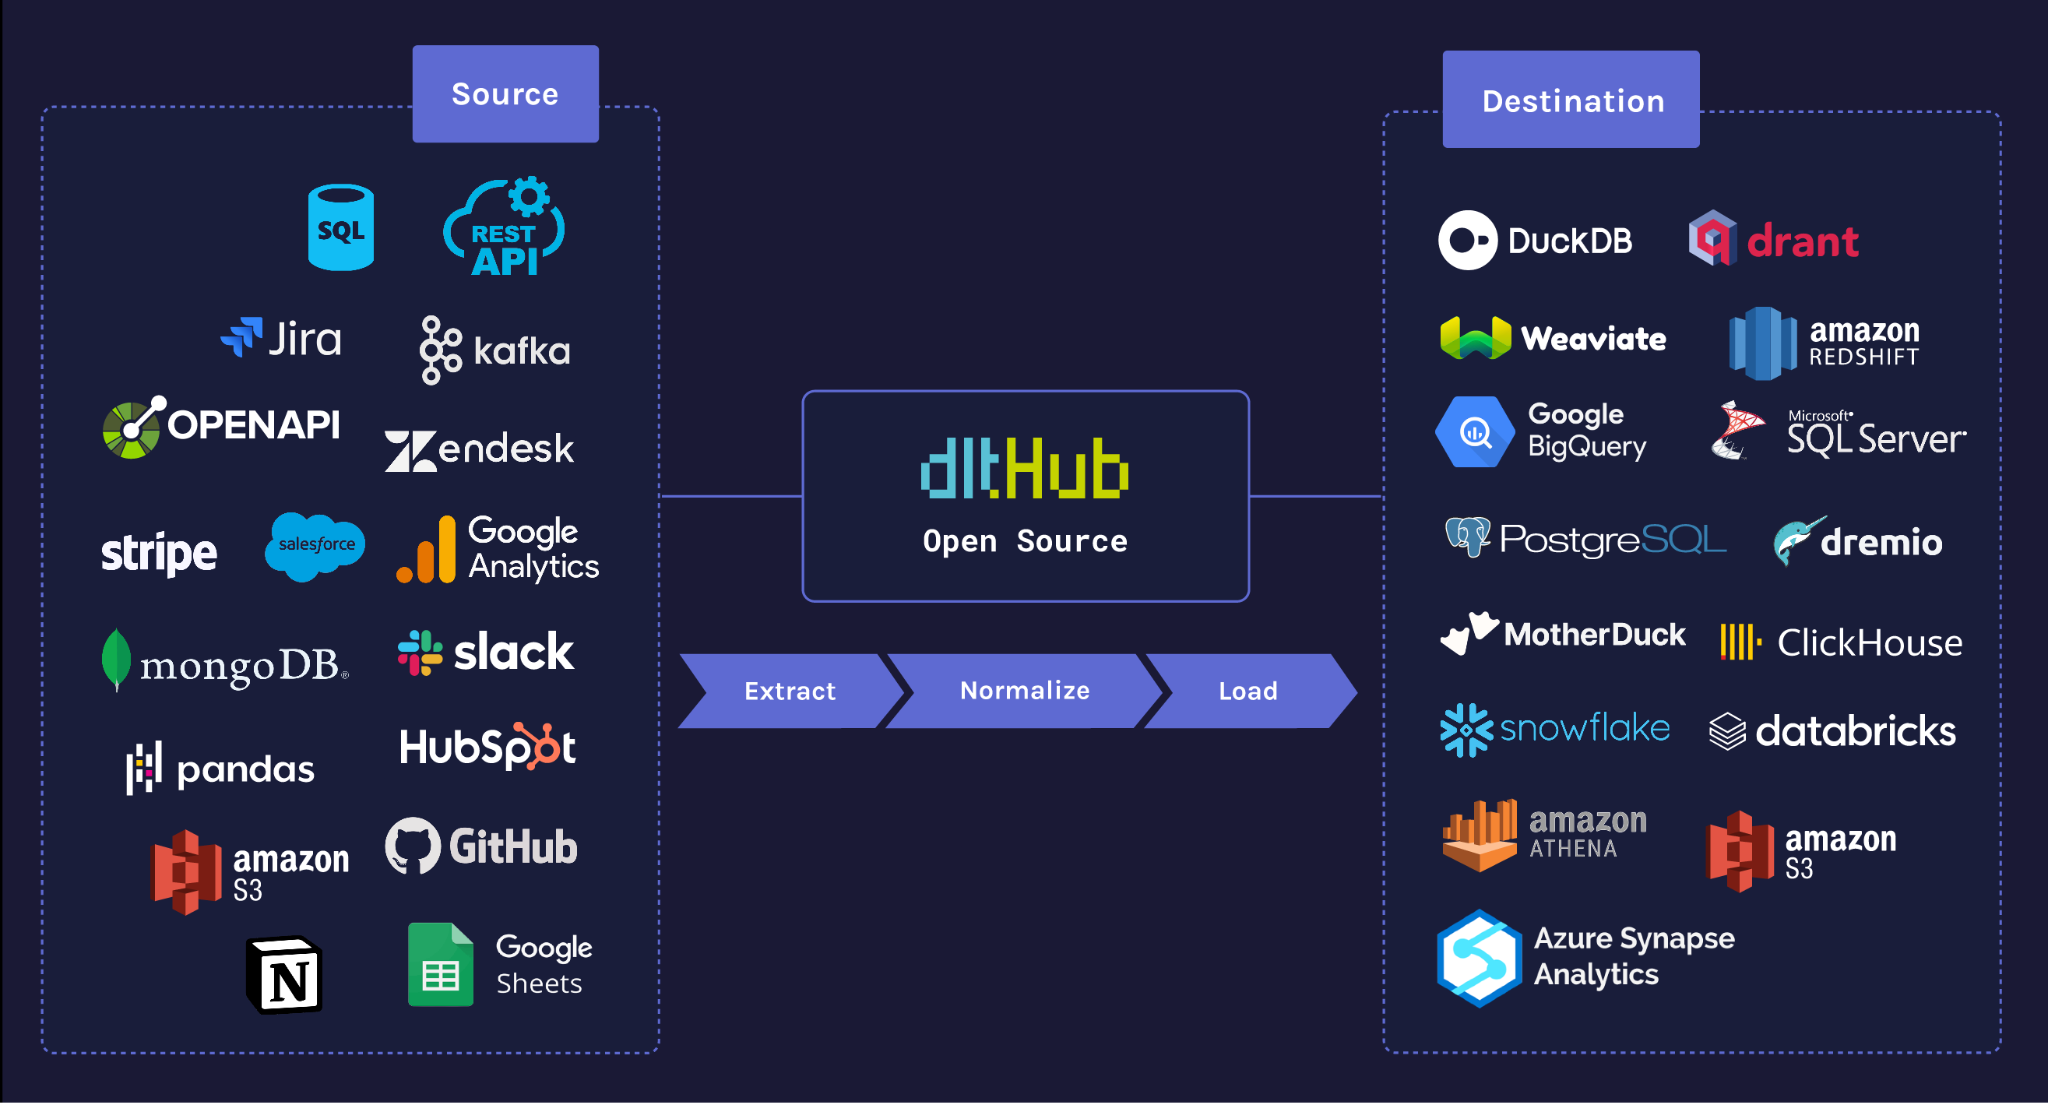 Source
SQL
REST
API
Jira
kafka
OPENAPI
Zendesk
stripe
salesforce
Google
Analytics
mongoDB®
slack
pandas
HubSpot
amazon
S3
GitHub
N
Google
Sheets
dltHub
Open Source
Extract
Normalize
Load
Destination
DuckDB
qdrant
Weaviate
amazon
REDSHIFT
Google
BigQuery
Microsoft®
SQL Server®
PostgreSQL
dremio
MotherDuck
ClickHouse
snowflake
databricks
amazon
ATHENA
amazon
S3
Azure Synapse
Analytics